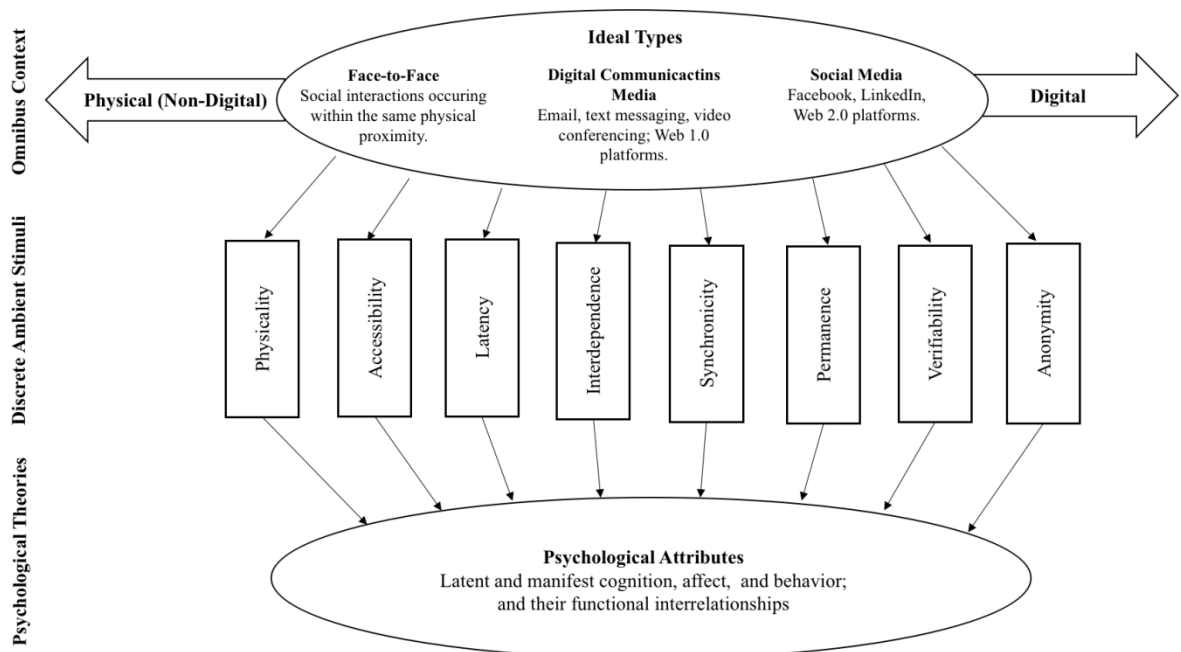 Omnibus Context
Ideal Types
Physical (Non-Digital)
Face-to-Face
Social interactions occuring
within the same physical
proximity.
Digital Communicactins
Media
Email, text messaging, video
conferencing; Web 1.0
platforms.
Social Media
Facebook, LinkedIn,
Web 2.0 platforms.
Digital
Discrete Ambient Stimuli
Physicality
Accessibility
Latency
Interdependence
Synchronicity
Permanence
Verifiability
Anonymity
Psychological Theories
Psychological Attributes
Latent and manifest cognition, affect, and behavior;
and their functional interrelationships